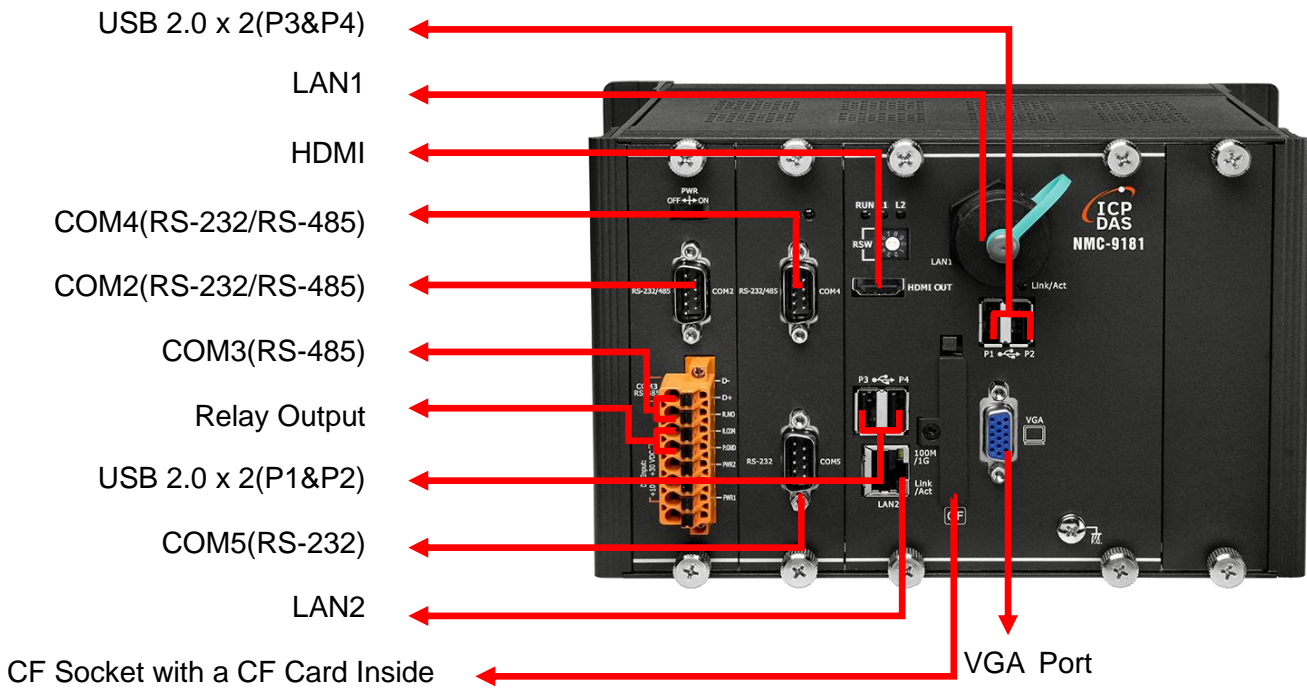 USB 2.0 x 2(P3&P4)
LAN1
HDMI
COM4(RS-232/RS-485)
COM2(RS-232/RS-485)
COM3(RS-485)
Relay Output
USB 2.0 x 2(P1&P2)
COM5(RS-232)
LAN2
CF Socket with a CF Card Inside
VGA Port
PWR
OFF ON
RS-232/485
COM2
COM3
D-
D+
R.NO
R.COM
P.GND
PWR2
PWR1
RS-232/485
COM4
RS-232
COM5
RUN L1 L2
RSW
HDMI OUT
LAN1
Link/Act
ICP
DAS
NMC-9181
P1 P2
P3 P4
VGA
100M
/1G
Link
/Act
LAN2
CF